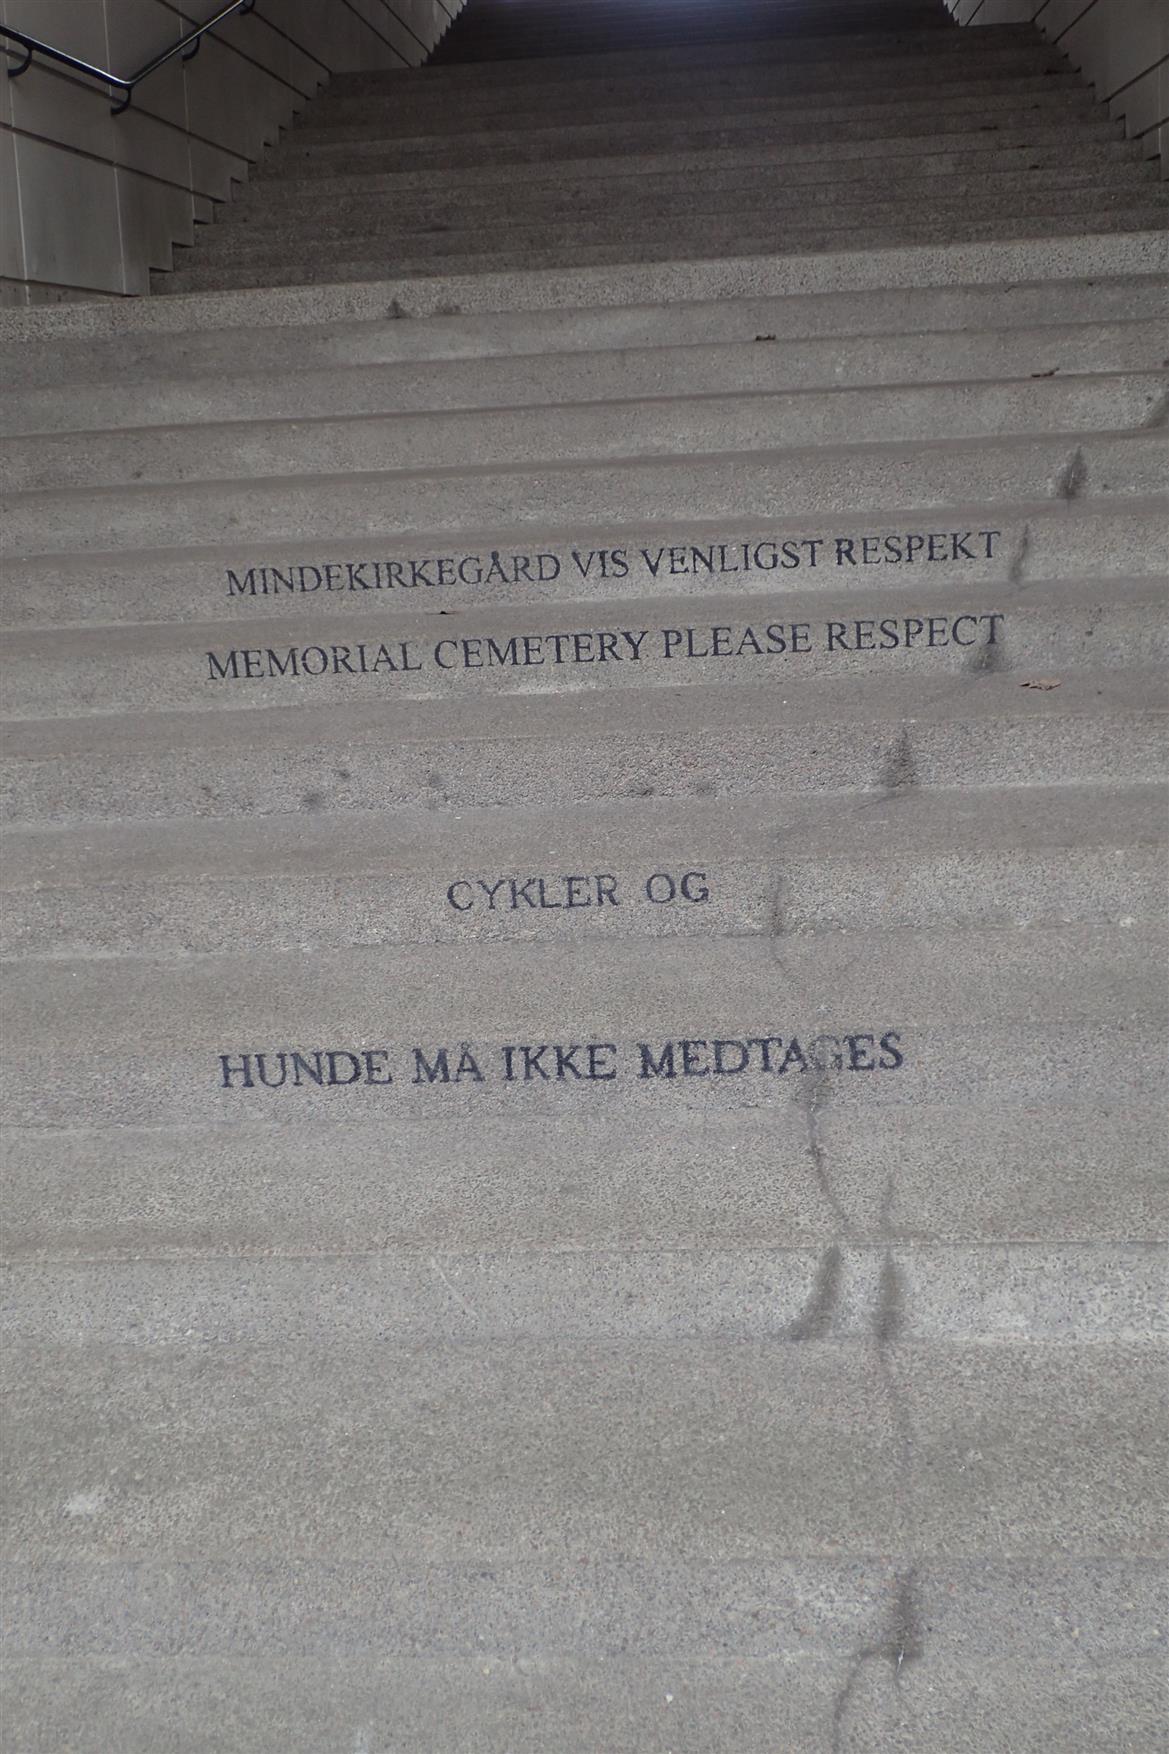 MINDEKIRKEGÅRD VIS VENLIGST RESPEKT
MEMORIAL CEMETERY PLEASE RESPECT
CYKLER OG
HUNDE MÅ IKKE MEDTAGES